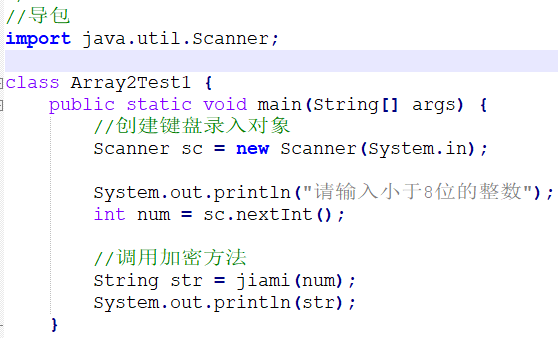 //导包
import java.util.Scanner;
class Array2Test1 {
public static void main(String[] args) {
//创建键盘录入对象
Scanner sc = new Scanner(System.in);
System.out.println("请输入小于8位的整数");
int num = sc.nextInt();
//调用加密方法
String str = jiami(num);
System.out.println(str);
}